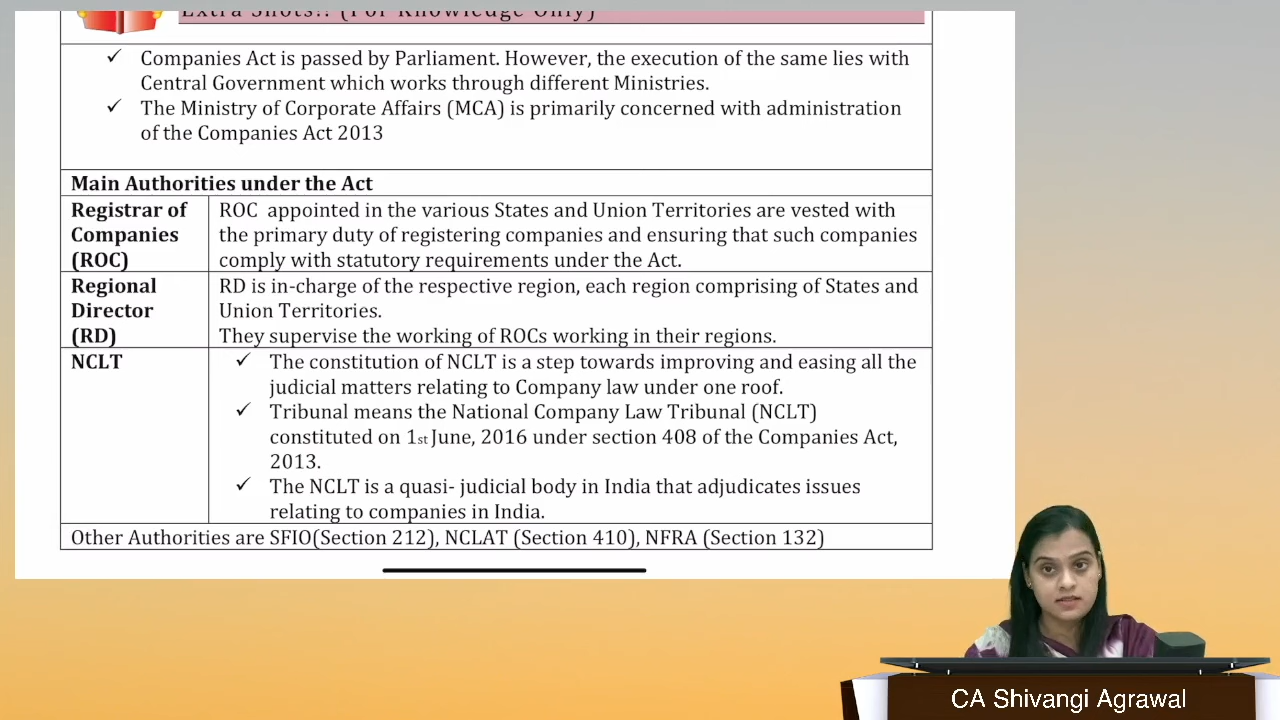 Extra Shots!! (For Knowledge Only)
✓ Companies Act is passed by Parliament. However, the execution of the same lies with
Central Government which works through different Ministries.
✓ The Ministry of Corporate Affairs (MCA) is primarily concerned with administration
of the Companies Act 2013
Main Authorities under the Act
Registrar of
Companies
(ROC)
ROC appointed in the various States and Union Territories are vested with
the primary duty of registering companies and ensuring that such companies
comply with statutory requirements under the Act.
Regional
Director
(RD)
RD is in-charge of the respective region, each region comprising of States and
Union Territories.
They supervise the working of ROCs working in their regions.
NCLT
✓ The constitution of NCLT is a step towards improving and easing all the
judicial matters relating to Company law under one roof.
✓ Tribunal means the National Company Law Tribunal (NCLT)
constituted on 1st June, 2016 under section 408 of the Companies Act,
2013.
✓ The NCLT is a quasi- judicial body in India that adjudicates issues
relating to companies in India.
Other Authorities are SFIO(Section 212), NCLAT (Section 410), NFRA (Section 132)
CA Shivangi Agrawal